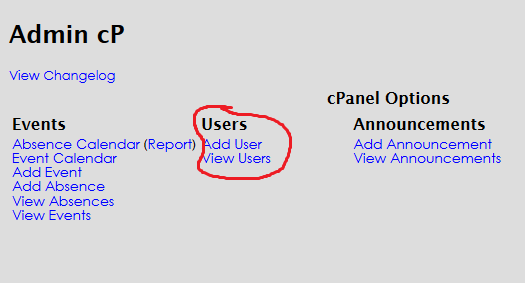 Admin cP
View Changelog
cPanel Options
Events
Absence Calendar (Report)
Event Calendar
Add Event
Add Absence
View Absences
View Events
Users
Add User
View Users
Announcements
Add Announcement
View Announcements